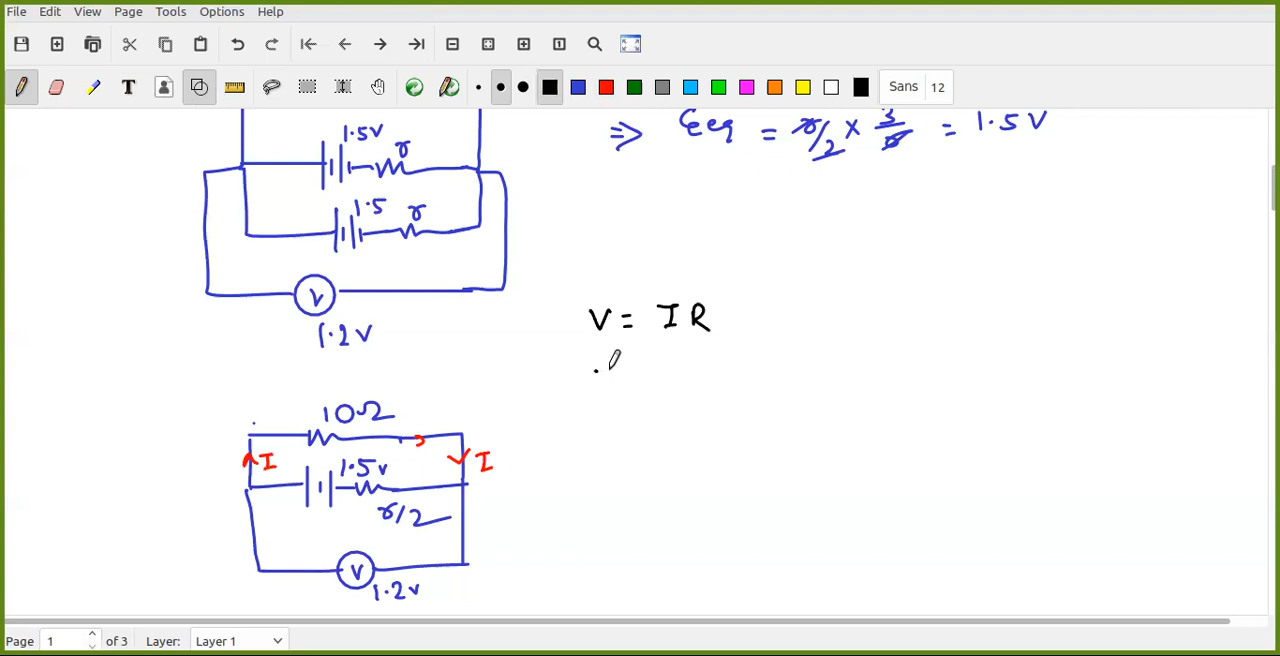 File Edit View Page Tools Options Help
Sans 12
1.5V r
⇒ Eeq = r/2 × 3/r = 1.5 V
1.5 r
V
1.2 V
V = I R
10Ω
I 1.5v I
r/2
V
1.2v
Page 1 of 3 Layer: Layer 1